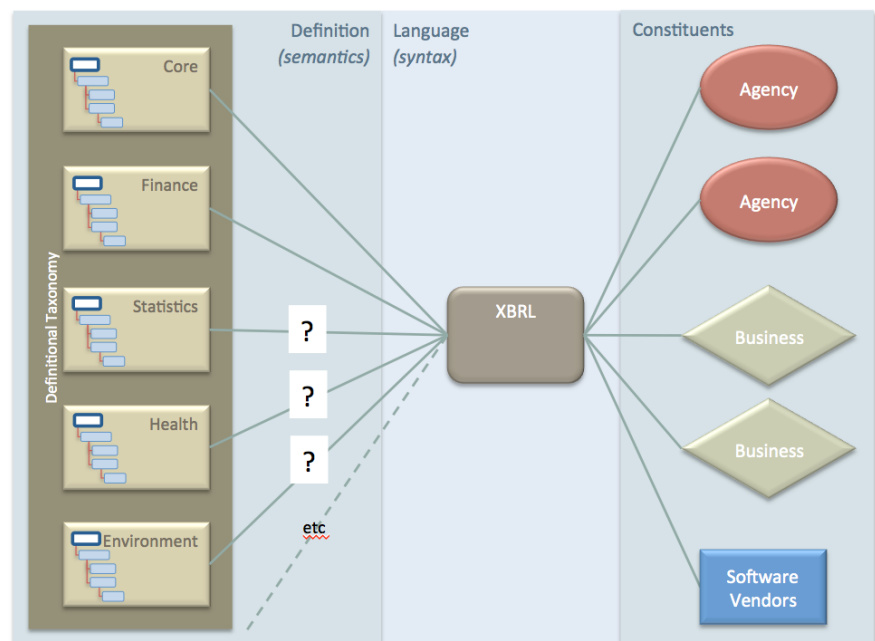 Definition
(semantics)
Language
(syntax)
Constituents
Definitional Taxonomy
Core
Finance
Statistics
Health
Environment
?
?
?
etc
XBRL
Agency
Agency
Business
Business
Software
Vendors